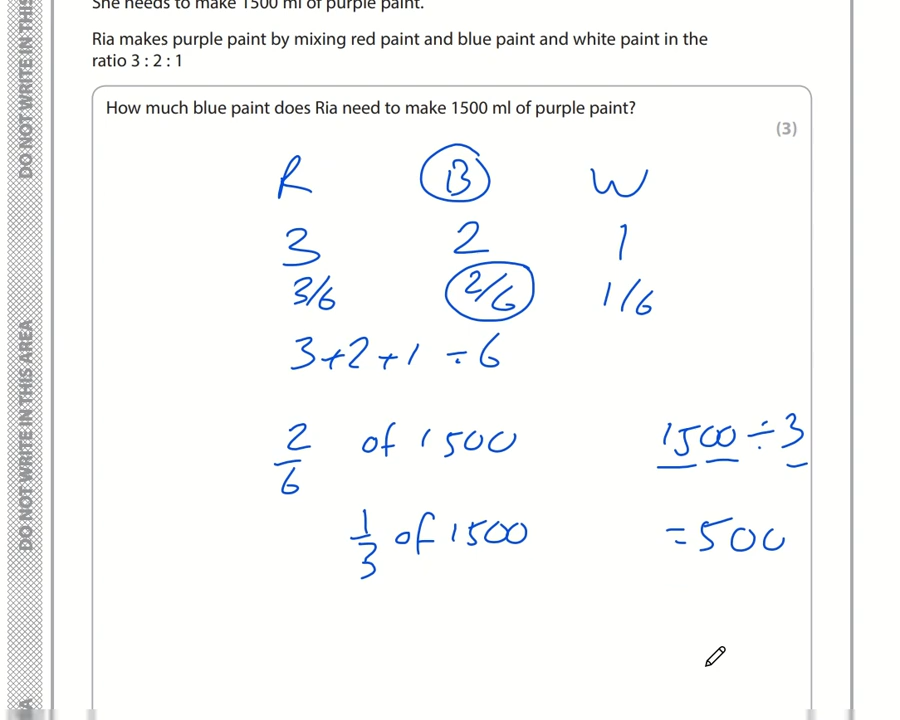 She needs to make 1500 ml of purple paint.
Ria makes purple paint by mixing red paint and blue paint and white paint in the
ratio 3 : 2 : 1
How much blue paint does Ria need to make 1500 ml of purple paint?
(3)
R B W
3 2 1
3/6 2/6 1/6
3+2+1 = 6
2/6 of 1500 1500 ÷ 3
1/3 of 1500 = 500
DO NOT WRITE IN THIS
DO NOT WRITE IN THIS AREA
A